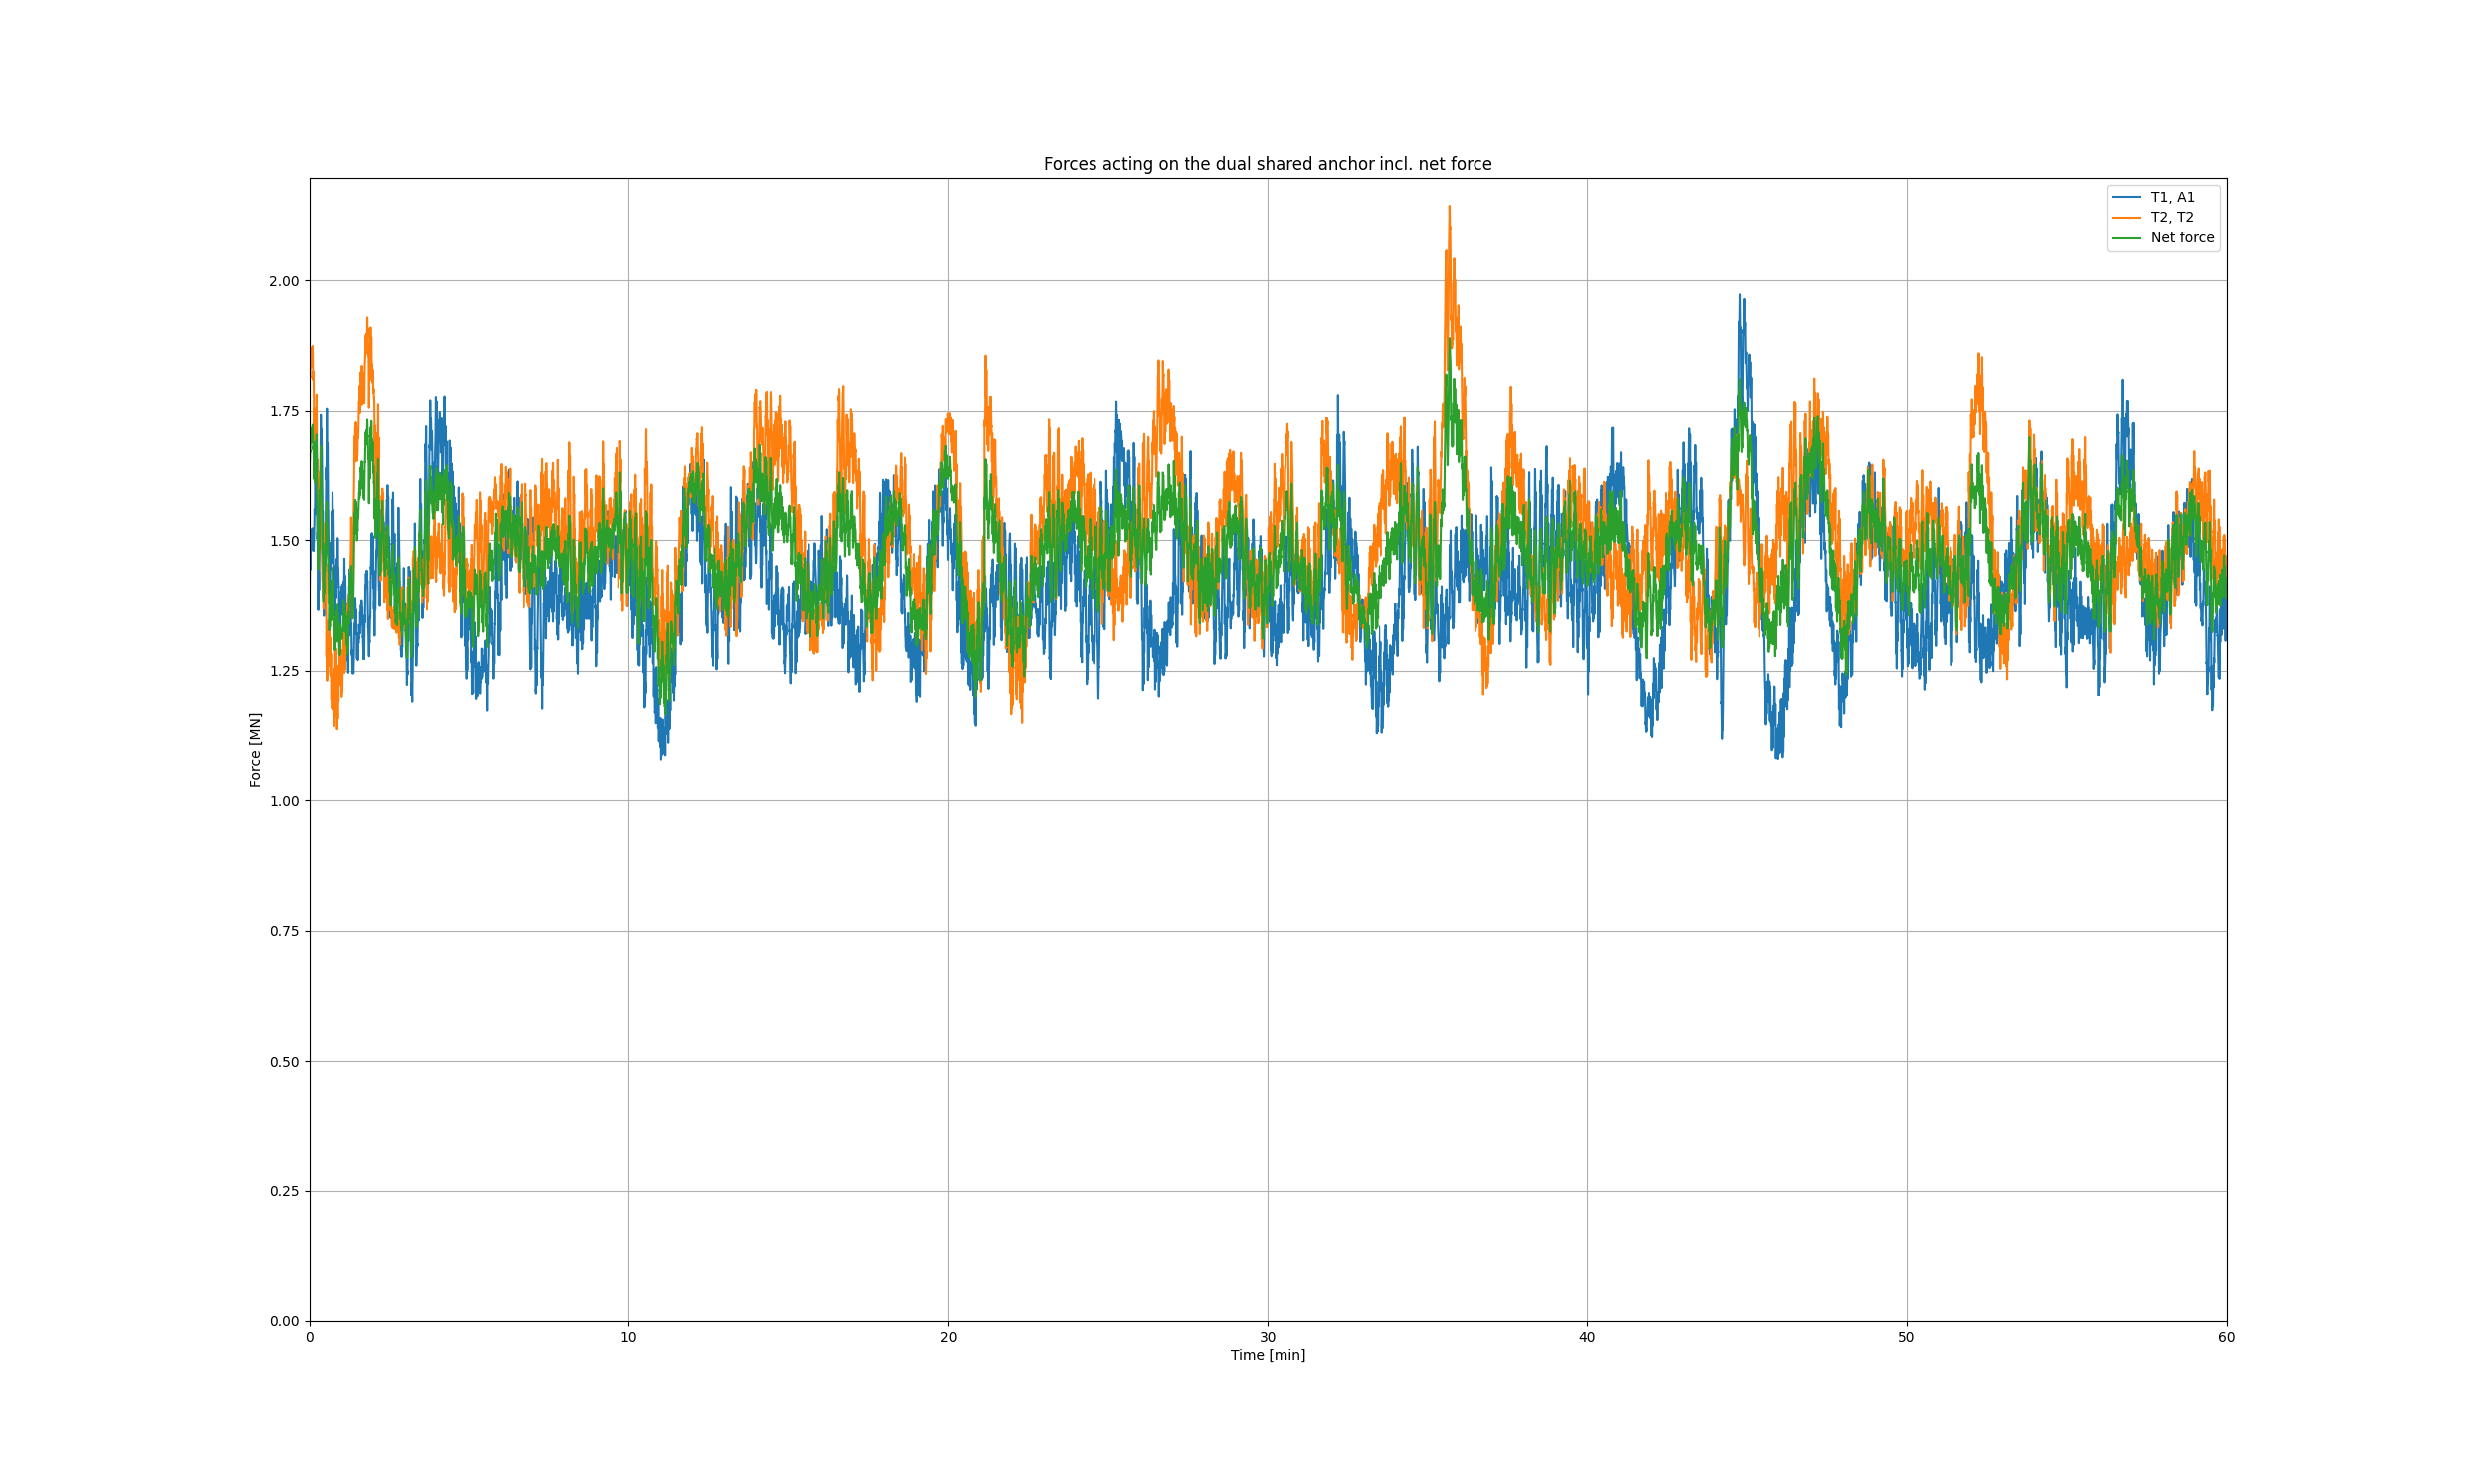 Forces acting on the dual shared anchor incl. net force
T1, A1
T2, T2
Net force
Force [MN]
2.00
1.75
1.50
1.25
1.00
0.75
0.50
0.25
0.00
0 10 20 30 40 50 60
Time [min]